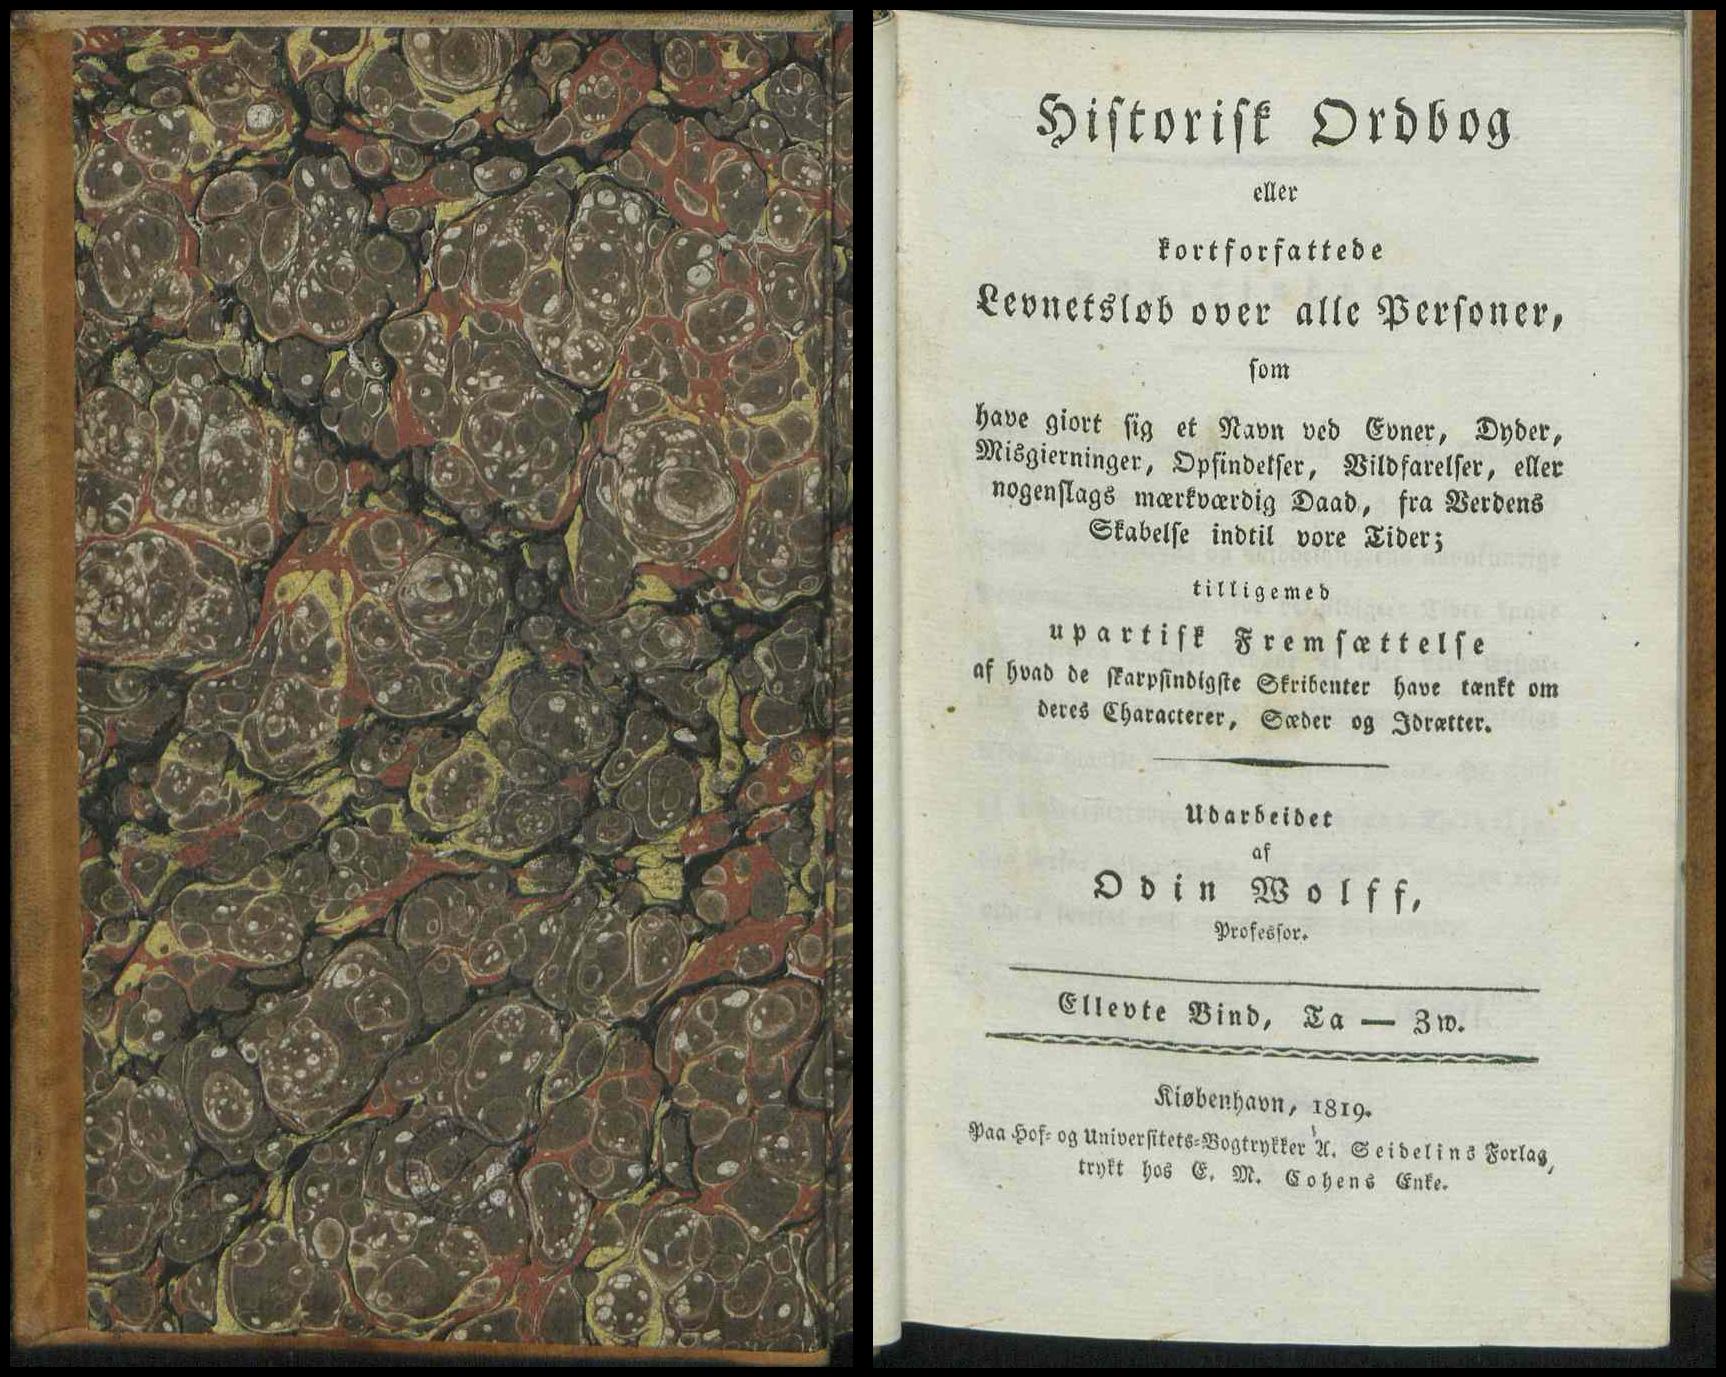 Historisk Ordbog
eller
kortforfattede
Levnetsløb over alle Personer,
som
have giort sig et Navn ved Evner, Dyder,
Misgierninger, Opfindelser, Vildfarelser, eller
nogenslags mærkværdig Daad, fra Verdens
Skabelse indtil vore Tider;
tilligemed
upartisk Fremsættelse
af hvad de skarpsindigste Skribenter have tænkt om
deres Characterer, Sæder og Idrætter.
Udarbeidet
af
Odin Wolff,
Professor.
Ellevte Bind, Ta — Zw.
Kiøbenhavn, 1819.
Paa Hof- og Universitets-Bogtrykker A. Seidelins Forlag,
trykt hos E. M. Cohens Enke.